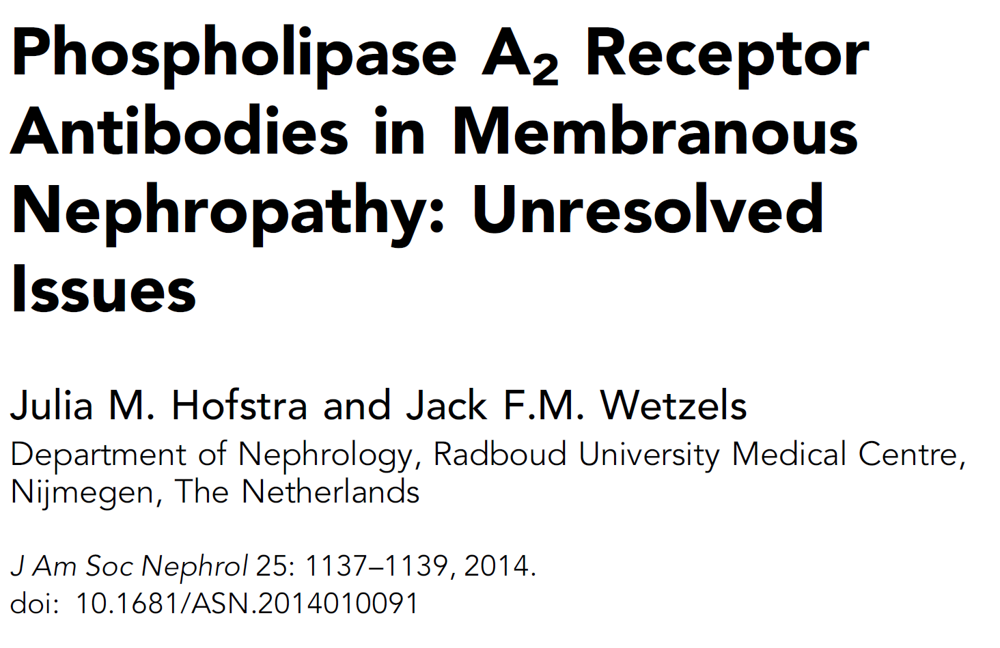 Phospholipase A₂ Receptor
Antibodies in Membranous
Nephropathy: Unresolved
Issues
Julia M. Hofstra and Jack F.M. Wetzels
Department of Nephrology, Radboud University Medical Centre,
Nijmegen, The Netherlands
J Am Soc Nephrol 25: 1137–1139, 2014.
doi: 10.1681/ASN.2014010091